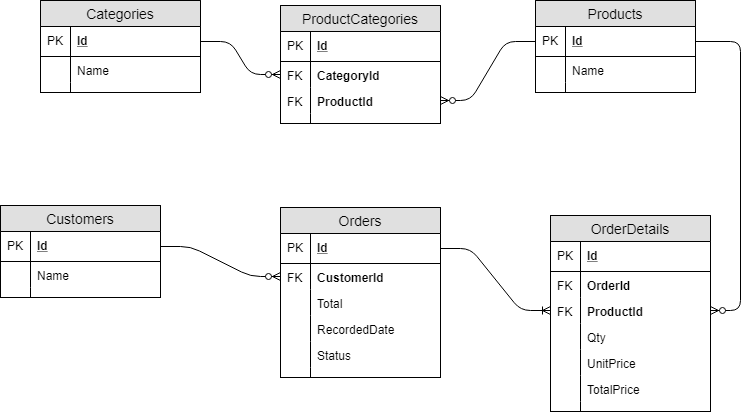 Categories
PK Id
Name
ProductCategories
PK Id
FK CategoryId
FK ProductId
Products
PK Id
Name
Customers
PK Id
Name
Orders
PK Id
FK CustomerId
Total
RecordedDate
Status
OrderDetails
PK Id
FK OrderId
FK ProductId
Qty
UnitPrice
TotalPrice